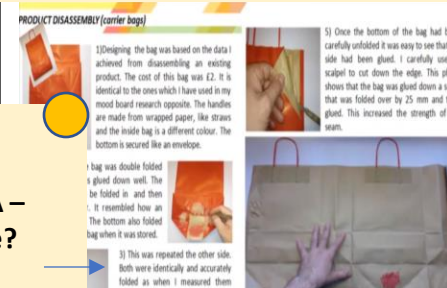 PRODUCT DISASSEMBLY (carrier bags)
1)Designing the bag was based on the data I
achieved from disassembling an existing
product. The cost of this bag was £2. It is
identical to the ones which I have used in my
mood board research opposite. The handles
are made from wrapped paper, like straws
and the inside bag is a different colour. The
bottom is secured like an envelope.
bag was double folded
s glued down well. The
be folded in and then
. It resembled how an
The bottom also folded
bag when it was stored.
3) This was repeated the other side.
Both were identically and accurately
folded as when I measured them
A –
e?
5) Once the bottom of the bag had b
carefully unfolded it was easy to see that
side had been glued. I carefully use
scalpel to cut down the edge. This p
shows that the bag was glued down a s
that was folded over by 25 mm and
glued. This increased the strength of
seam.